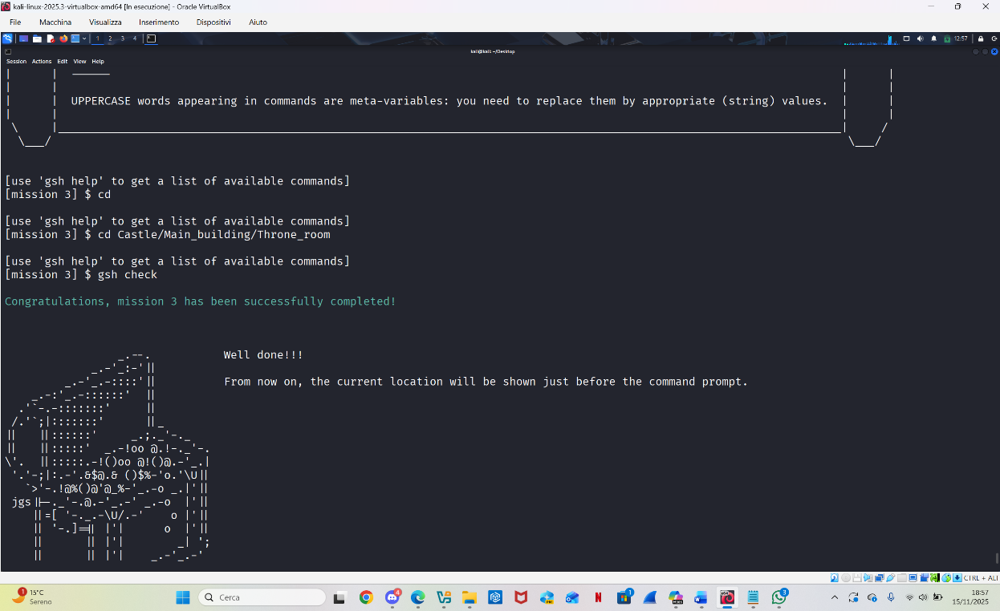 kali-linux-2025.3-virtualbox-amd64 [In esecuzione] - Oracle VirtualBox
File Macchina Visualizza Inserimento Dispositivi Aiuto
1 2 3 4 12:57
kali@kali: ~/Desktop
Session Actions Edit View Help
UPPERCASE words appearing in commands are meta-variables: you need to replace them by appropriate (string) values.
[use 'gsh help' to get a list of available commands]
[mission 3] $ cd
[use 'gsh help' to get a list of available commands]
[mission 3] $ cd Castle/Main_building/Throne_room
[use 'gsh help' to get a list of available commands]
[mission 3] $ gsh check
Congratulations, mission 3 has been successfully completed!
Well done!!!
From now on, the current location will be shown just before the command prompt.
jgs
CTRL + ALT
1 15°C
Sereno
Cerca
4
1
3
18:57
15/11/2025